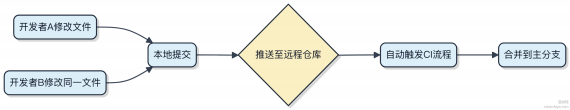 开发者A修改文件
开发者B修改同一文件
本地提交
推送至远程仓库
自动触发CI流程
合并到主分支